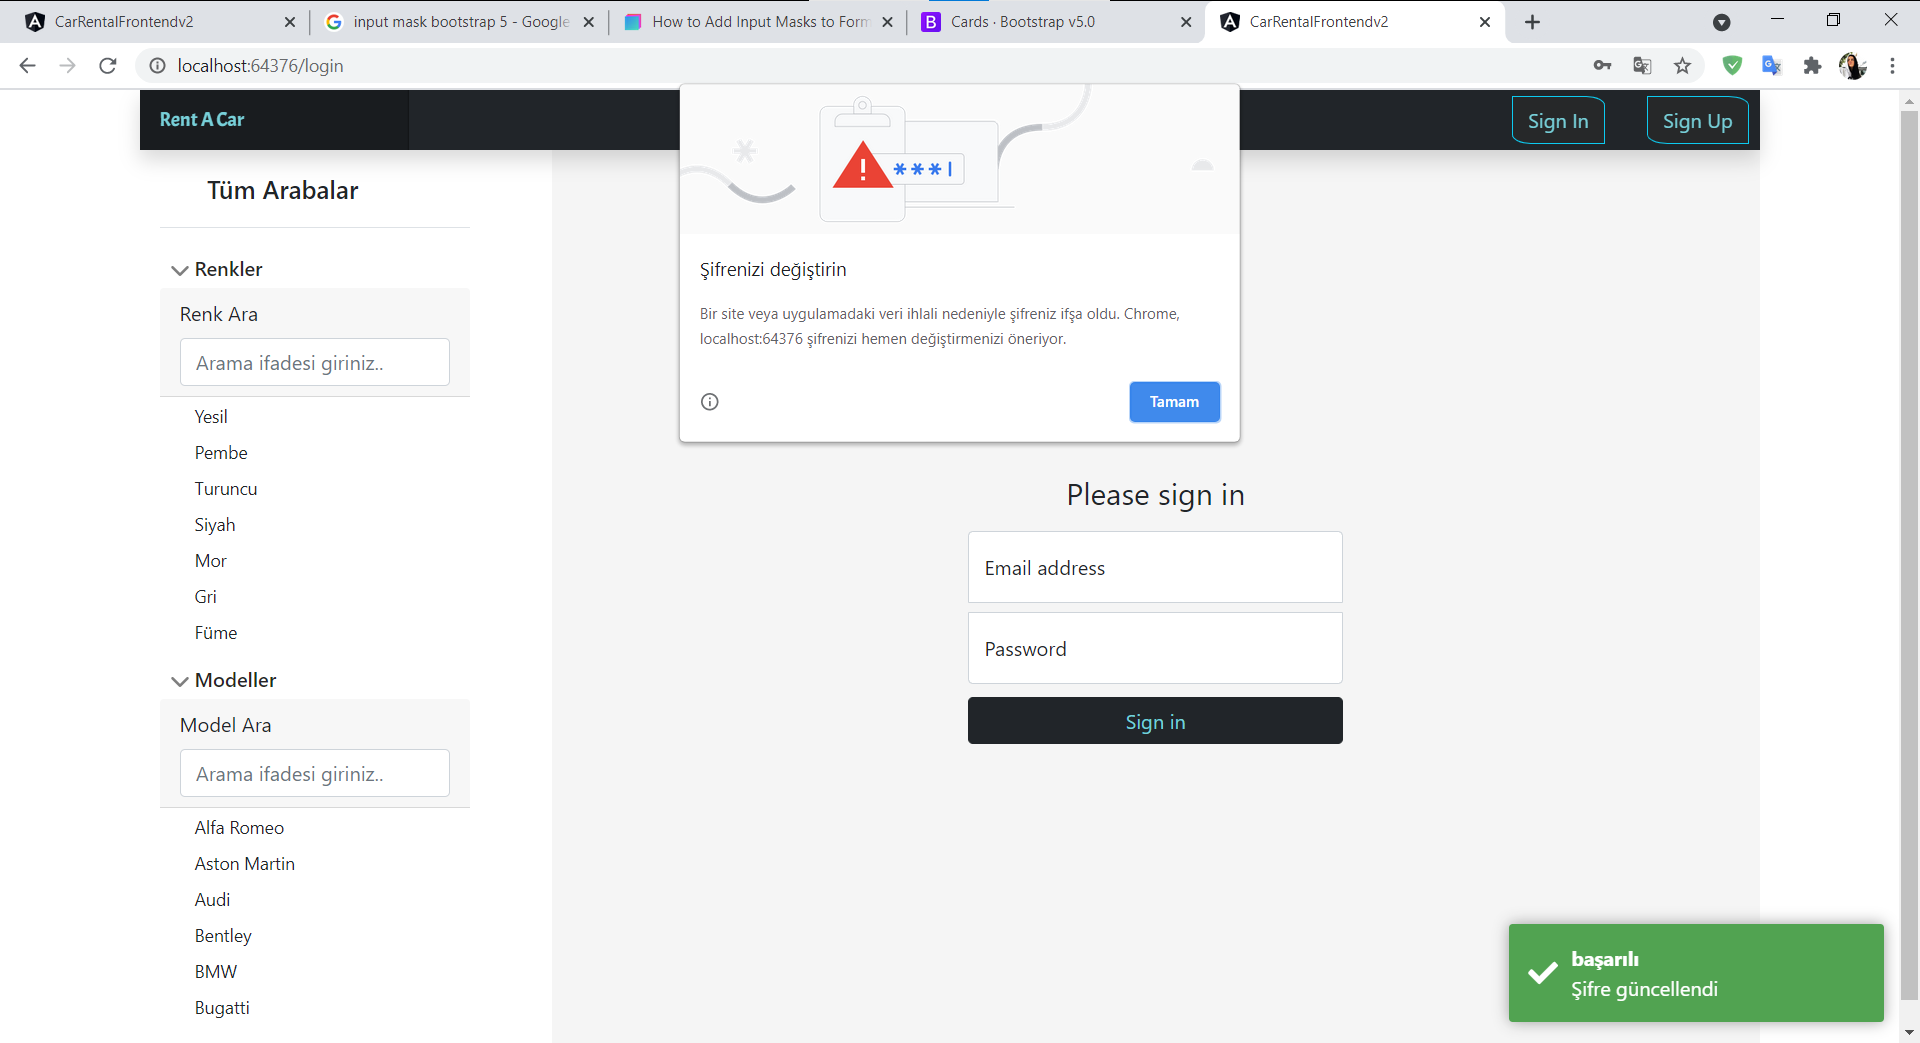 CarRentalFrontendv2
input mask bootstrap 5 - Google
How to Add Input Masks to Form
B
Cards · Bootstrap v5.0
CarRentalFrontendv2
localhost:64376/login
Rent A Car
Sign In
Sign Up
***|
Tüm Arabalar
Şifrenizi değiştirin
Renkler
Bir site veya uygulamadaki veri ihlali nedeniyle şifreniz ifşa oldu. Chrome,
localhost:64376 şifrenizi hemen değiştirmenizi öneriyor.
Tamam
Renk Ara
Arama ifadesi giriniz..
Yesil
Pembe
Turuncu
Siyah
Mor
Gri
Füme
Modeller
Model Ara
Arama ifadesi giriniz..
Alfa Romeo
Aston Martin
Audi
Bentley
BMW
Bugatti
Please sign in
Email address
Password
Sign in
başarılı
Şifre güncellendi